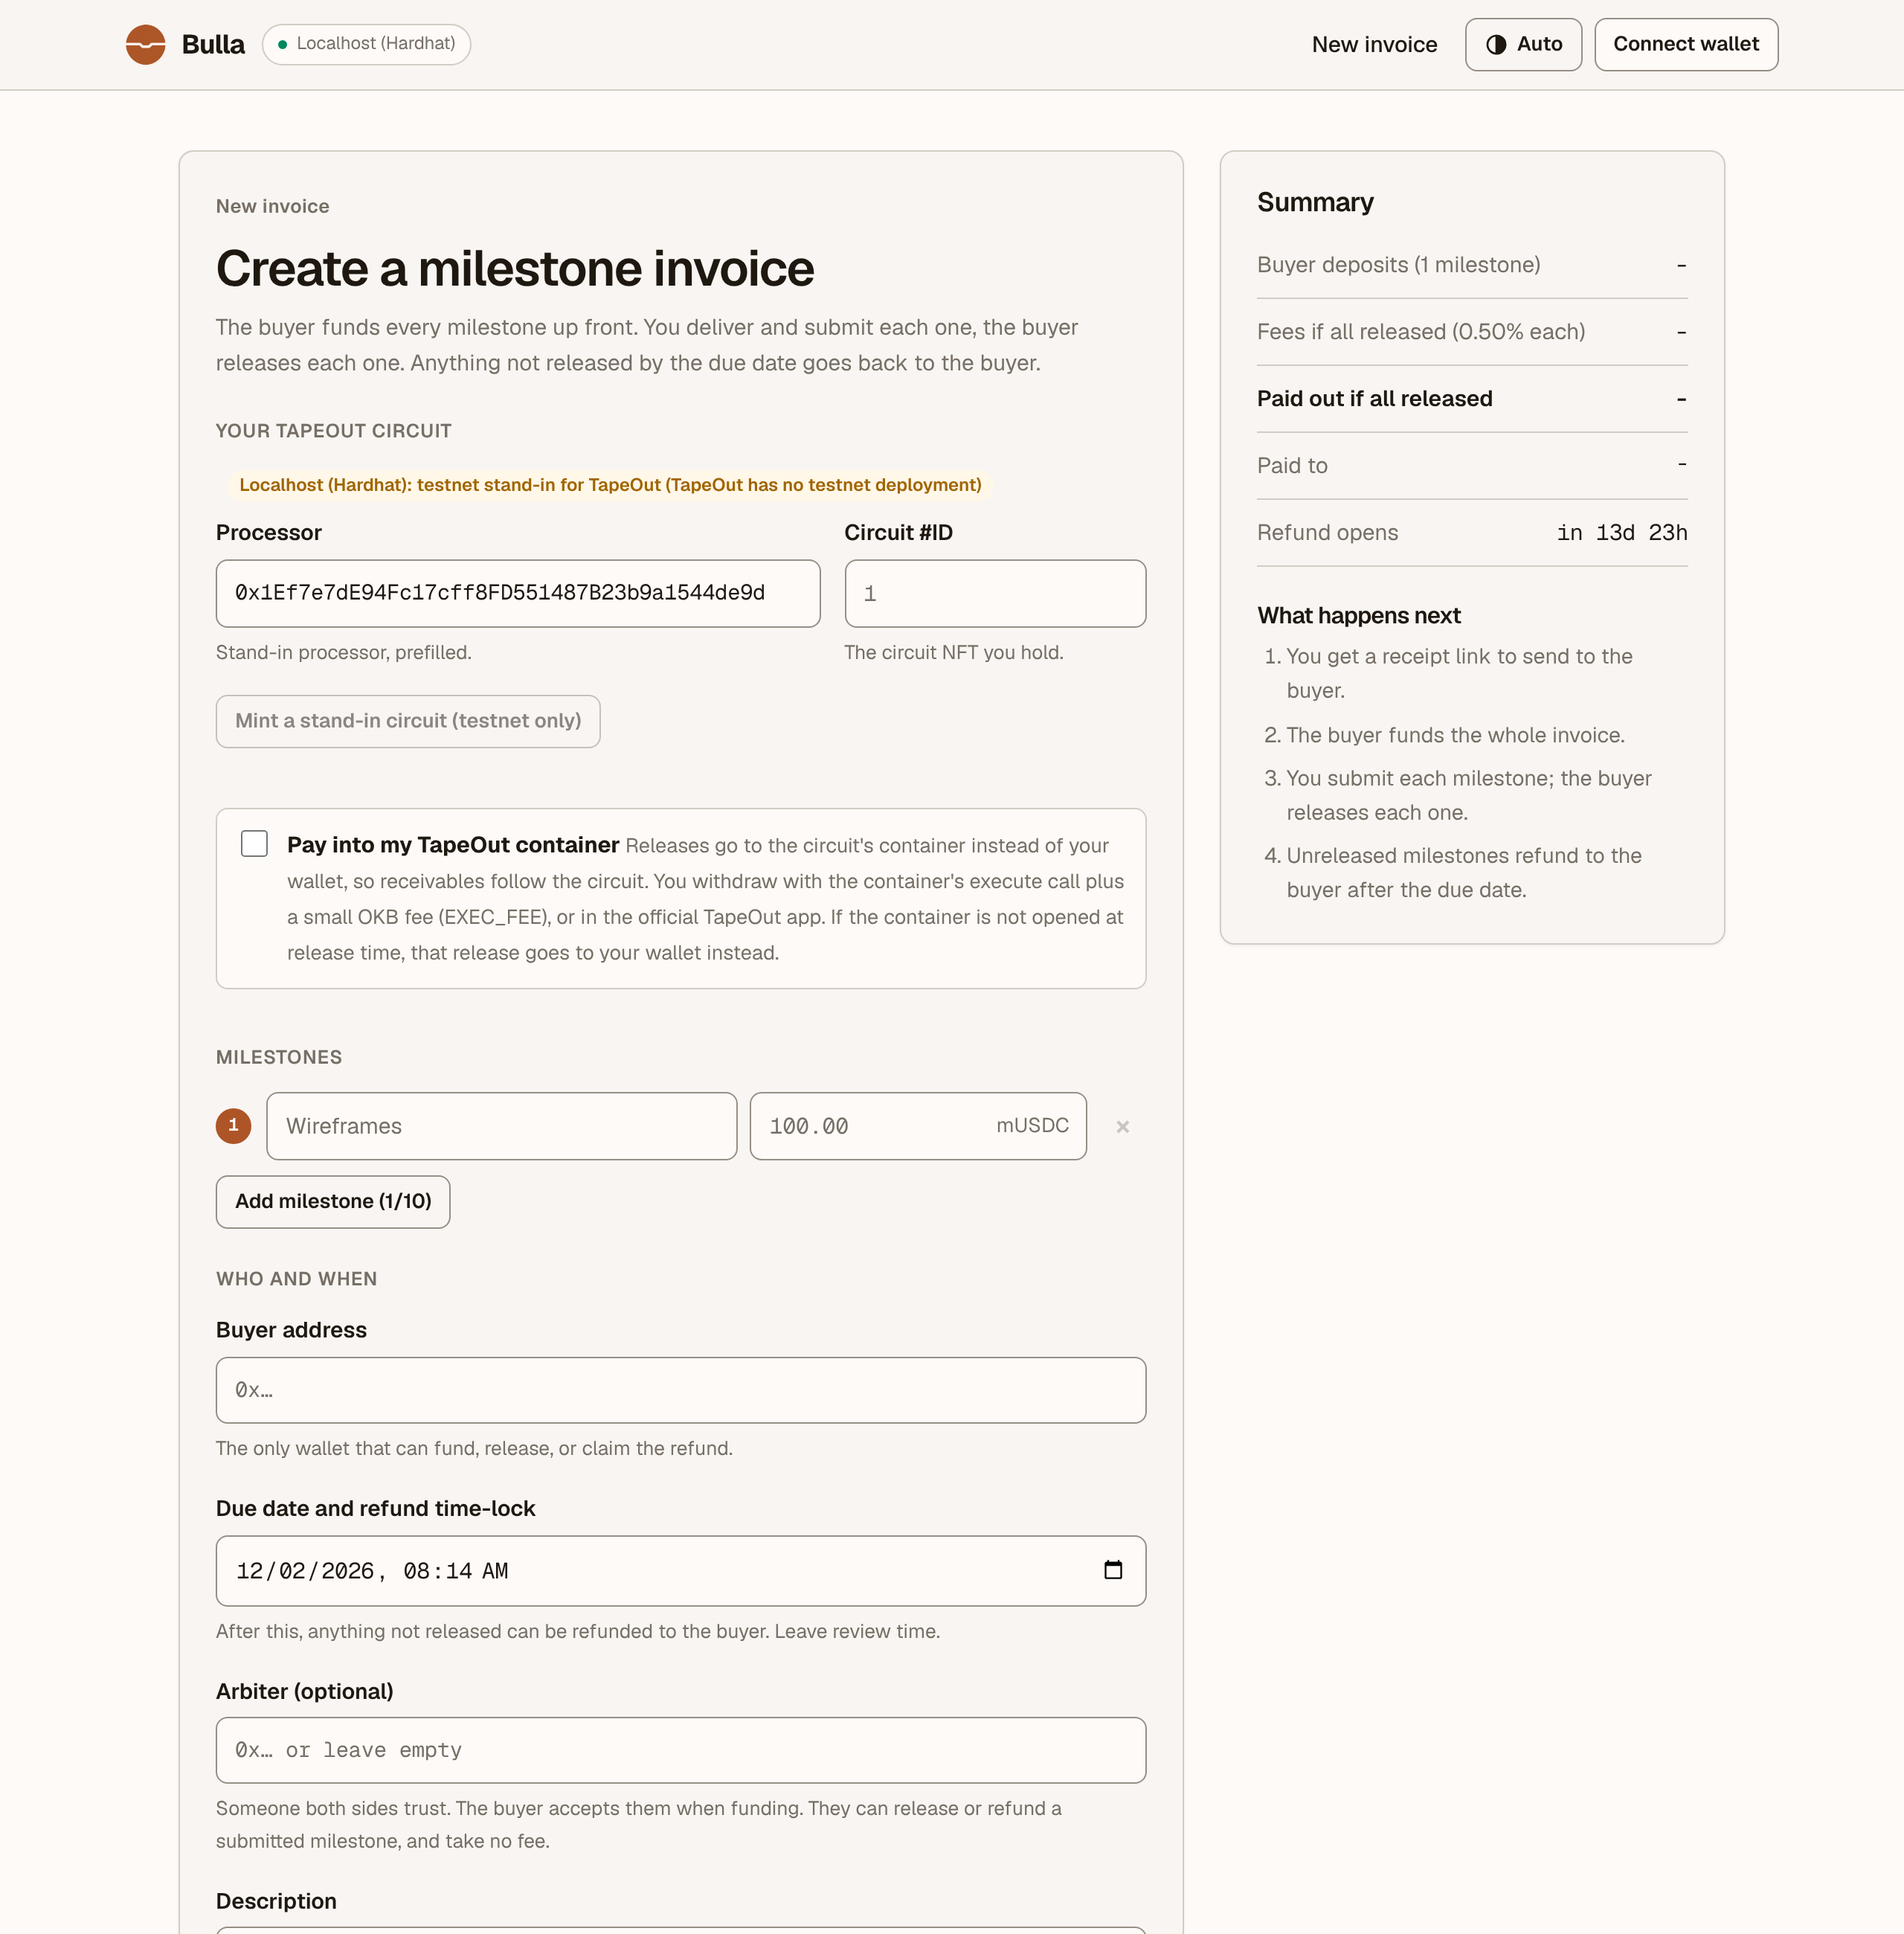 Bulla
Localhost (Hardhat)
New invoice
Auto
Connect wallet
New invoice
Create a milestone invoice
The buyer funds every milestone up front. You deliver and submit each one, the buyer
releases each one. Anything not released by the due date goes back to the buyer.
YOUR TAPEOUT CIRCUIT
Localhost (Hardhat): testnet stand-in for TapeOut (TapeOut has no testnet deployment)
Processor
0x1Ef7e7dE94Fc17cff8FD551487B23b9a1544de9d
Stand-in processor, prefilled.
Circuit #ID
1
The circuit NFT you hold.
Mint a stand-in circuit (testnet only)
Pay into my TapeOut container Releases go to the circuit's container instead of your
wallet, so receivables follow the circuit. You withdraw with the container's execute call plus
a small OKB fee (EXEC_FEE), or in the official TapeOut app. If the container is not opened at
release time, that release goes to your wallet instead.
MILESTONES
1
Wireframes
100.00
mUSDC
×
Add milestone (1/10)
WHO AND WHEN
Buyer address
0x…
The only wallet that can fund, release, or claim the refund.
Due date and refund time-lock
12/02/2026, 08:14 AM
After this, anything not released can be refunded to the buyer. Leave review time.
Arbiter (optional)
0x… or leave empty
Someone both sides trust. The buyer accepts them when funding. They can release or refund a
submitted milestone, and take no fee.
Description
Summary
Buyer deposits (1 milestone) -
Fees if all released (0.50% each) -
Paid out if all released -
Paid to -
Refund opens in 13d 23h
What happens next
1. You get a receipt link to send to the
buyer.
2. The buyer funds the whole invoice.
3. You submit each milestone; the buyer
releases each one.
4. Unreleased milestones refund to the
buyer after the due date.